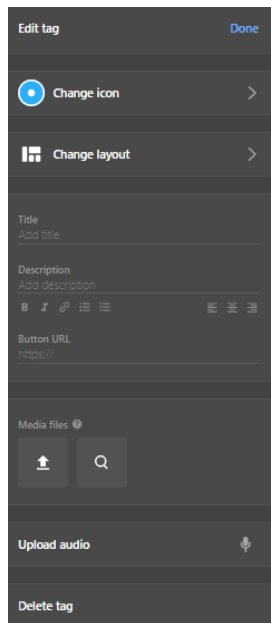 Edit tag Done
Change icon
Change layout
Title
Add title
Description
Add description
B I
Button URL
https://
Media files ?
Upload audio
Delete tag